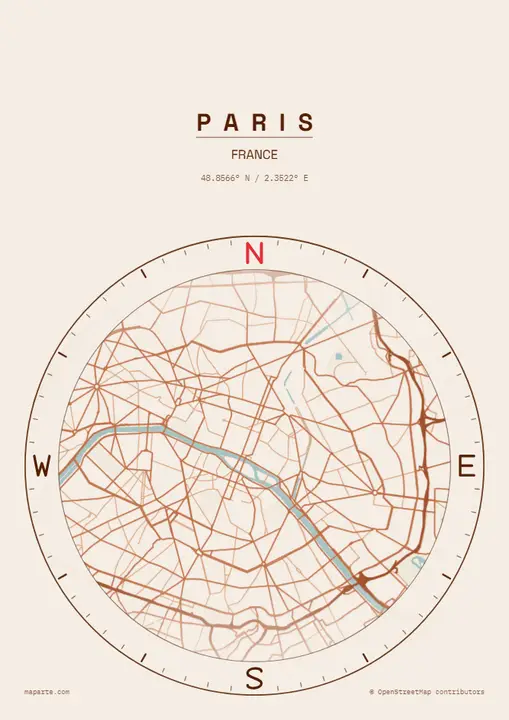 PARIS
FRANCE
48.8566° N / 2.3522° E
N
W
E
S
maparte.com
© OpenStreetMap contributors